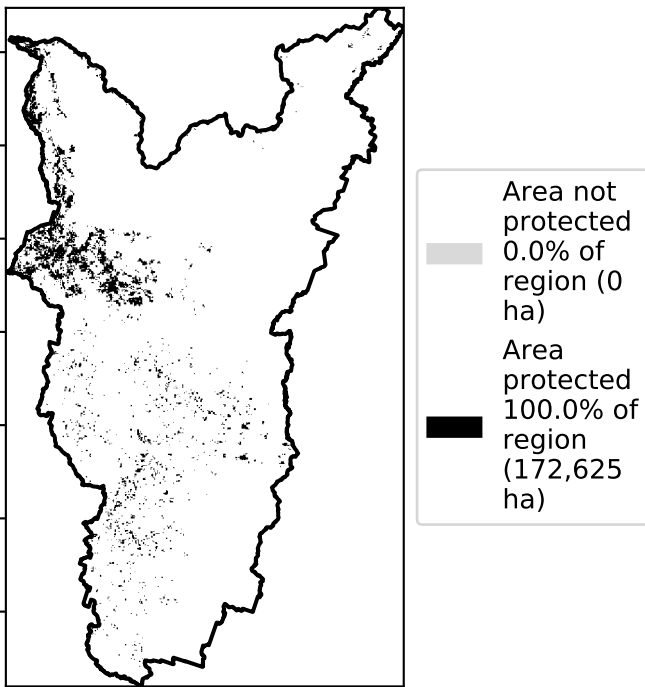 Area not
protected
0.0% of
region (0
ha)
Area
protected
100.0% of
region
(172,625
ha)